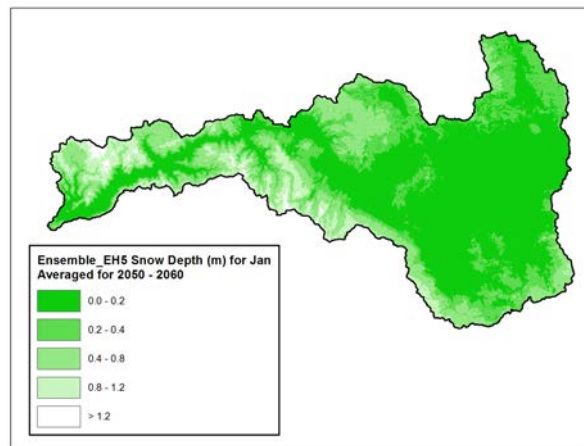 Ensemble_EH5 Snow Depth (m) for Jan
Averaged for 2050 - 2060
0.0 - 0.2
0.2 - 0.4
0.4 - 0.8
0.8 - 1.2
> 1.2